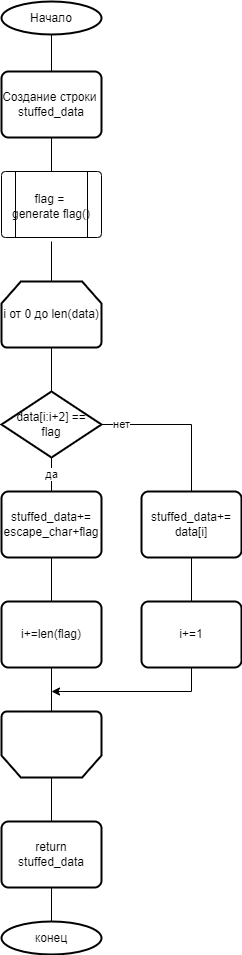 Начало
Создание строки
stuffed_data
flag =
generate flag()
i от 0 до len(data)
data[i:i+2] ==
flag
нет
да
stuffed_data+=
escape_char+flag
stuffed_data+=
data[i]
i+=len(flag)
i+=1
return
stuffed_data
конец